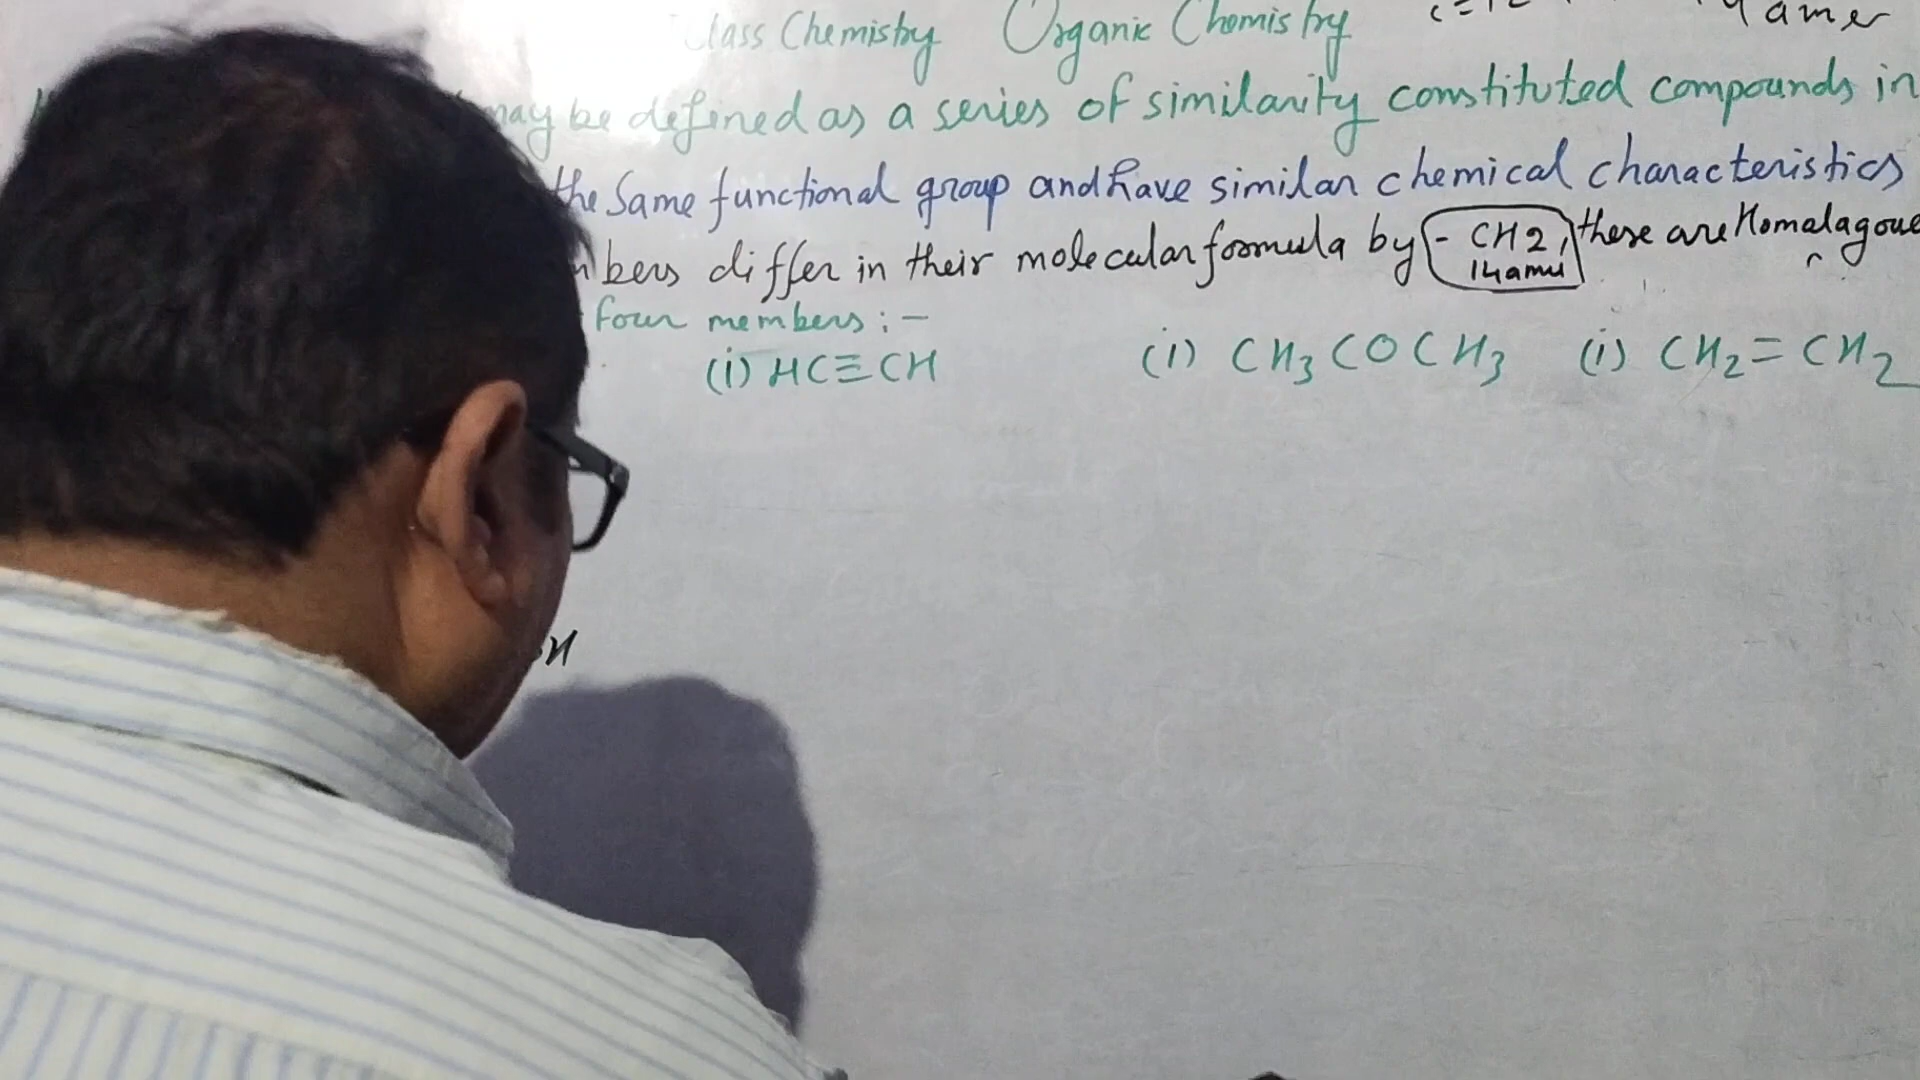 Class Chemistry Organic Chemistry
may be defined as a series of similarity constituted compounds in
the Same functional group and have similar chemical characteristics
bers differ in their molecular formula by - CH2, these are Homalagous
14amu
four members : -
(i) HC≡CH (i) CH3COCH3 (i) CH2=CH2
H